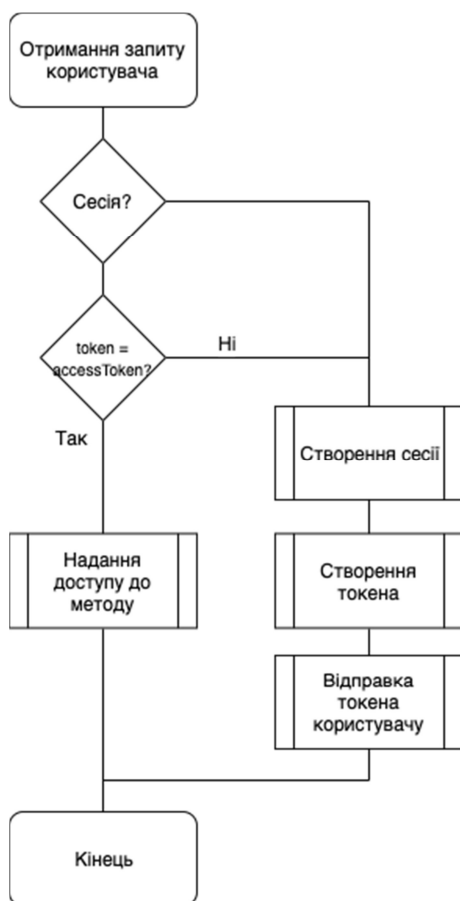 Отримання запиту
користувача
Сесія?
token =
accessToken?
Ні
Так
Створення сесії
Надання
доступу до
методу
Створення
токена
Відправка
токена
користувачу
Кінець